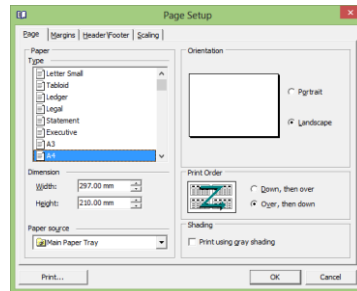 Page Setup
Page Margins Header\Footer Scaling
Paper
Type
Letter Small
Tabloid
Ledger
Legal
Statement
Executive
A3
A4
Dimension
Width: 297.00 mm
Height: 210.00 mm
Paper source
Main Paper Tray
Orientation
Portrait
Landscape
Print Order
Down, then over
Over, then down
Shading
Print using gray shading
Print... OK Cancel